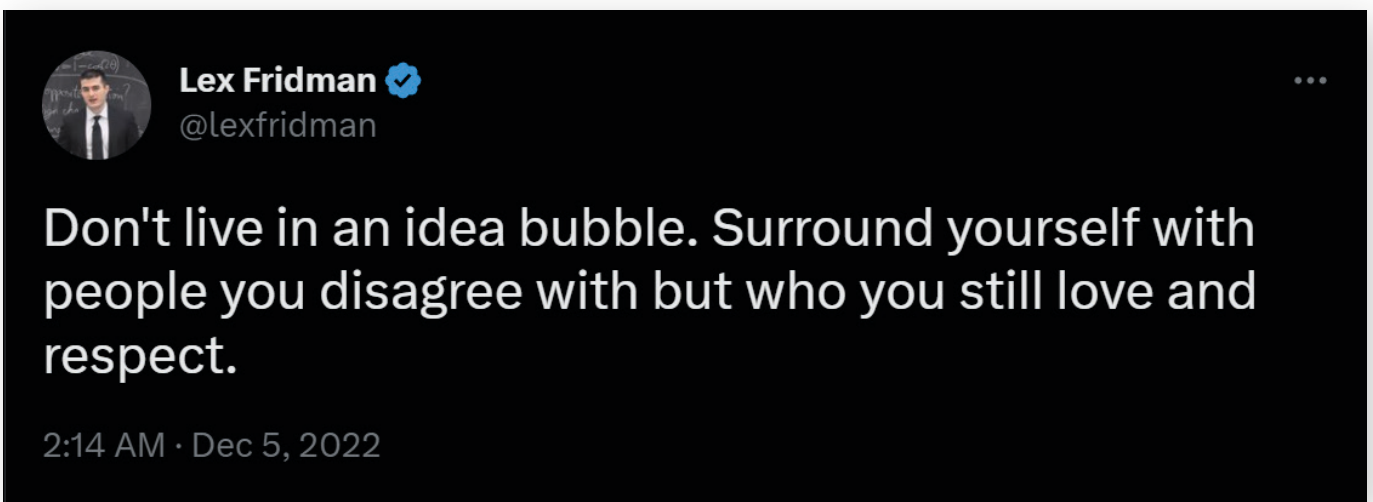 Lex Fridman
@lexfridman
Don't live in an idea bubble. Surround yourself with
people you disagree with but who you still love and
respect.
2:14 AM · Dec 5, 2022